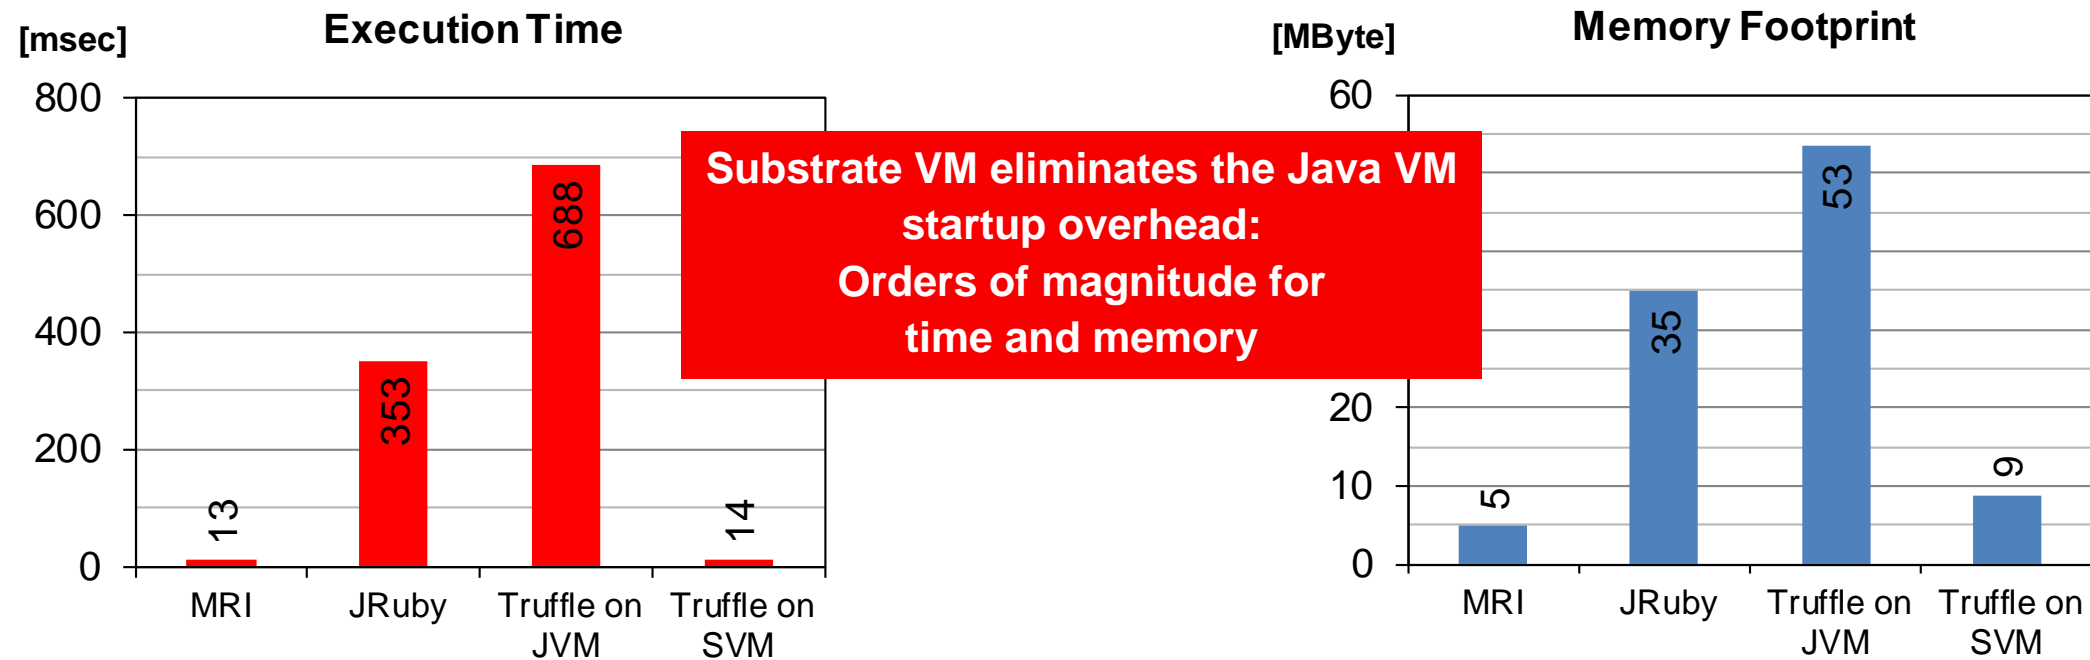 Execution Time
[msec]
800
600
400
200
0
13
353
688
14
MRI
JRuby
Truffle on
JVM
Truffle on
SVM
Substrate VM eliminates the Java VM
startup overhead:
Orders of magnitude for
time and memory
Memory Footprint
[MByte]
60
20
10
0
5
35
53
9
MRI
JRuby
Truffle on
JVM
Truffle on
SVM